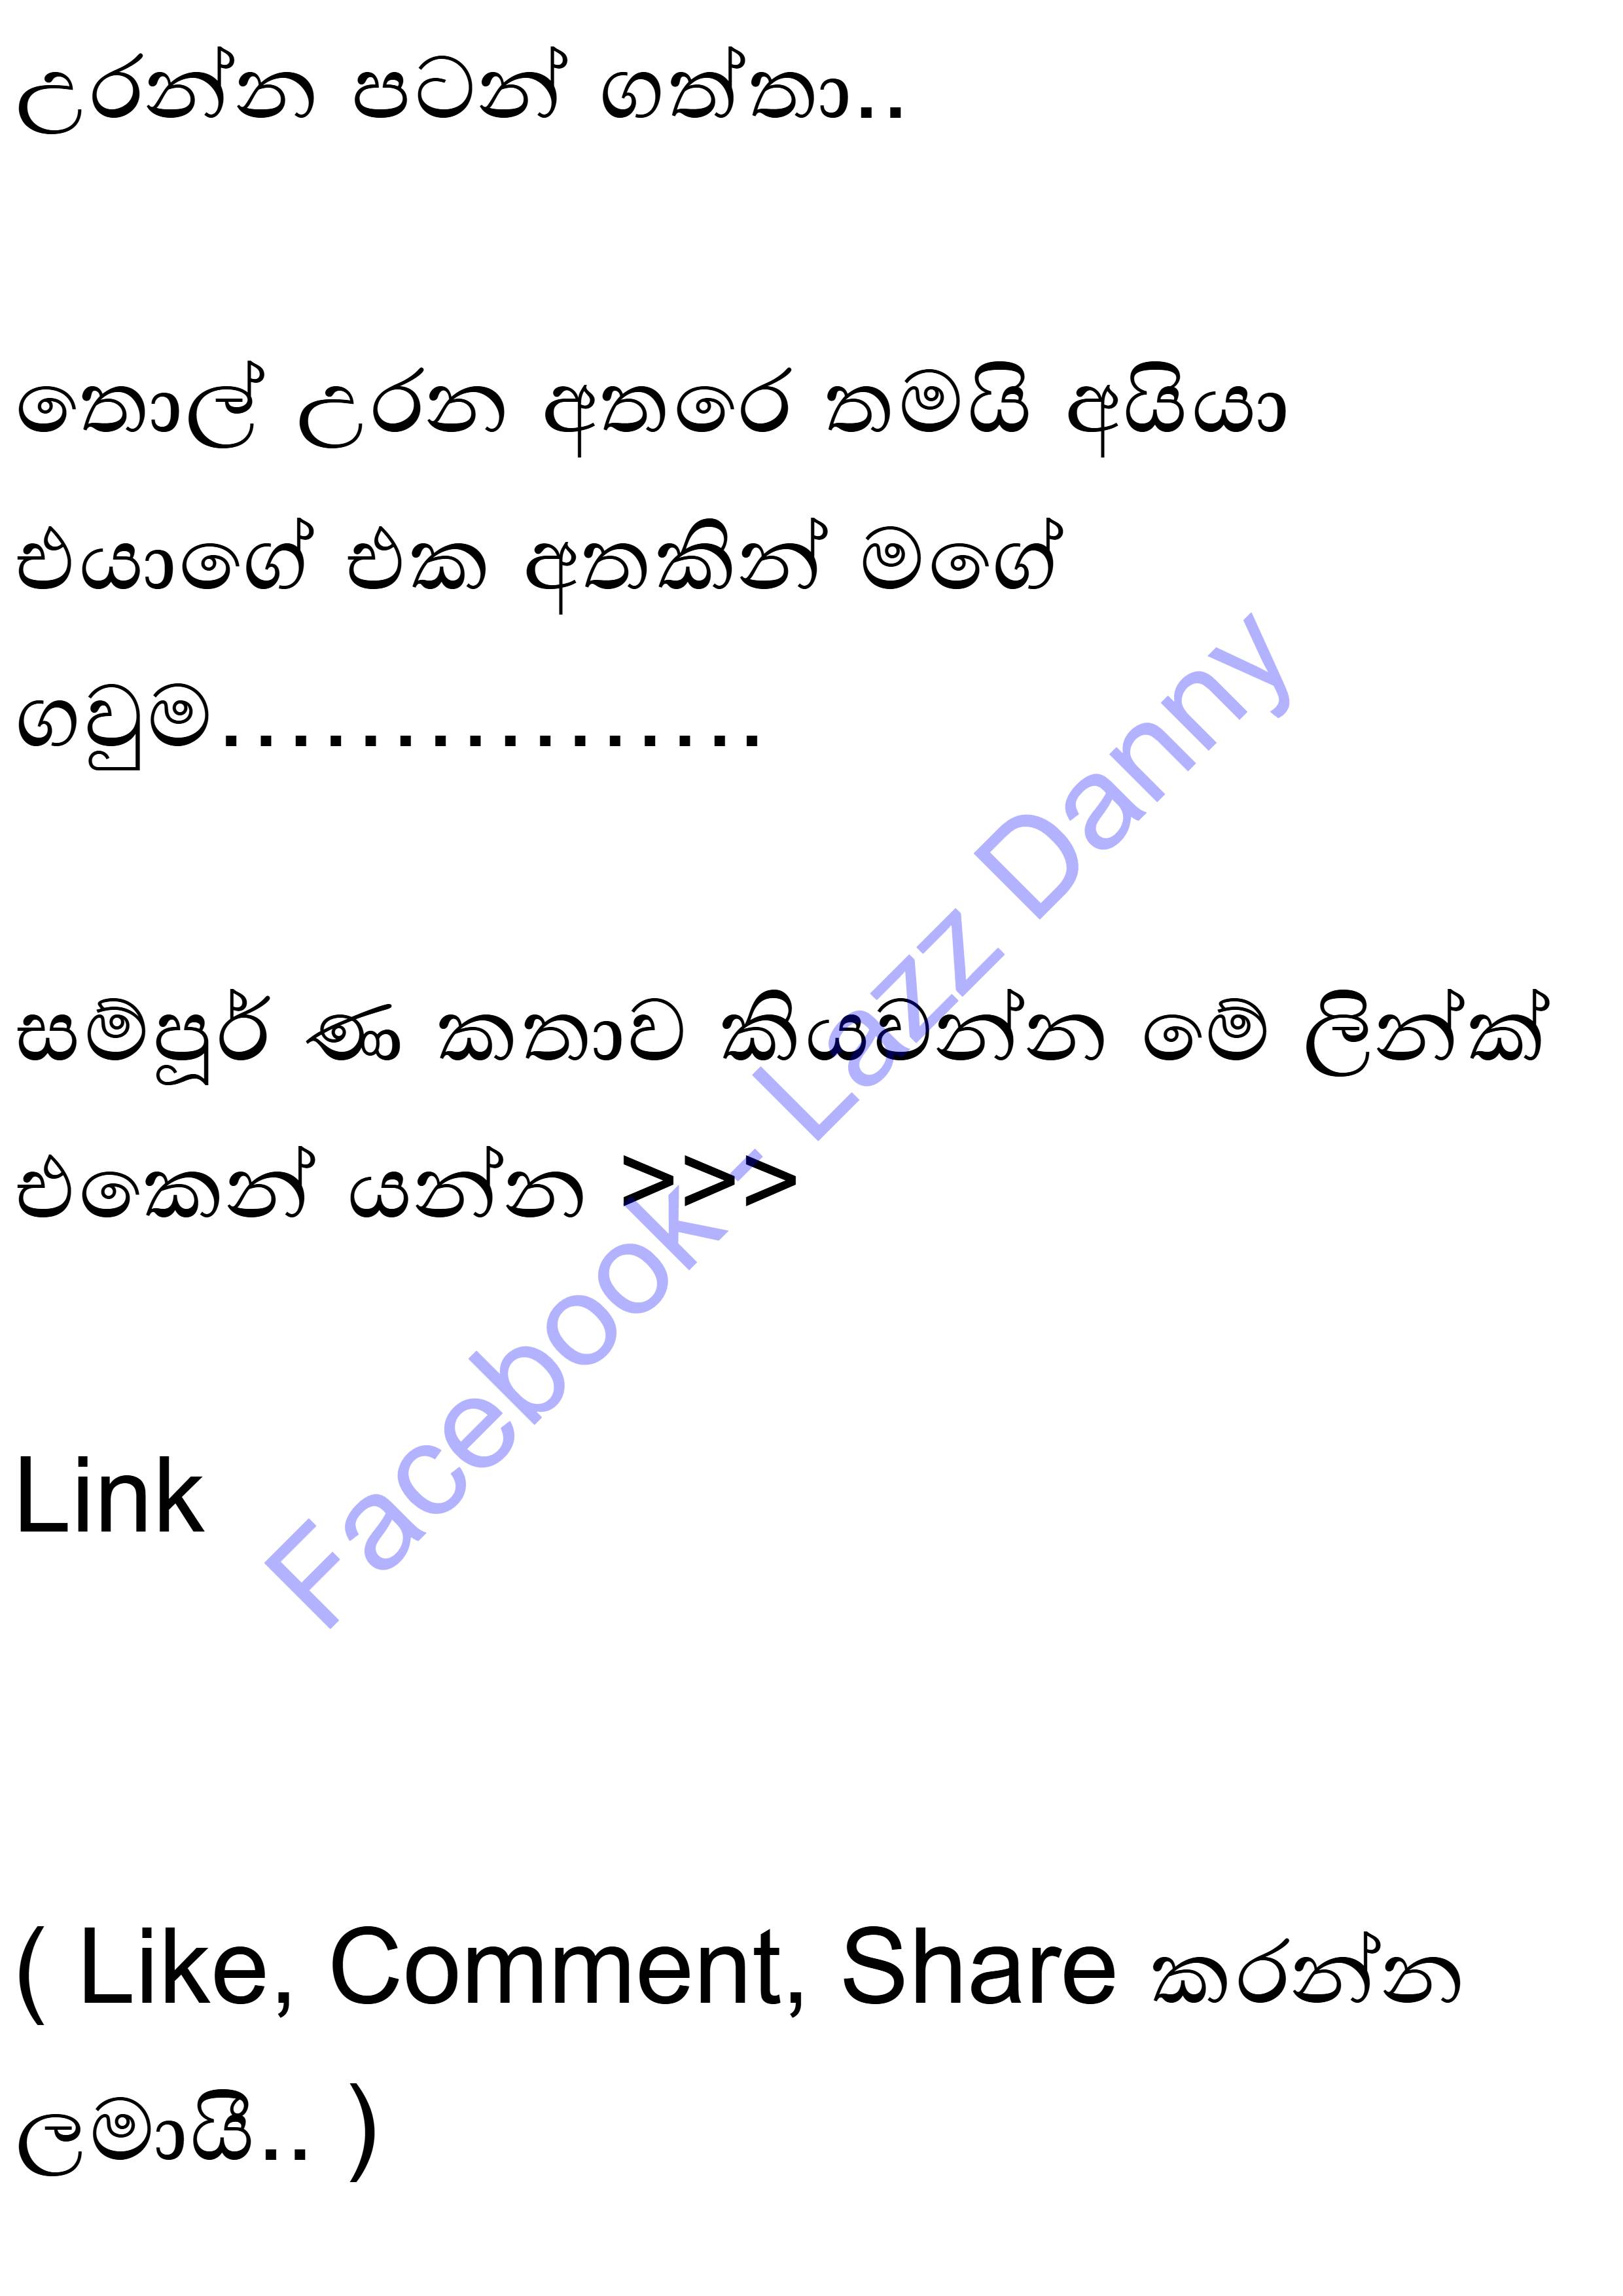 උරන්න පටන් ගත්තා..
තොල් උරන අතරෙ තමයි අයියා
එයාගේ එක අතකින් මගේ
ගවුම................
සම්පූර් ණ කතාව කියවන්න මේ ලින්ක්
එකෙන් යන්න >>>
Link
( Like, Comment, Share කරන්න
ලමායි.. )
Facebook - Lazz Danny